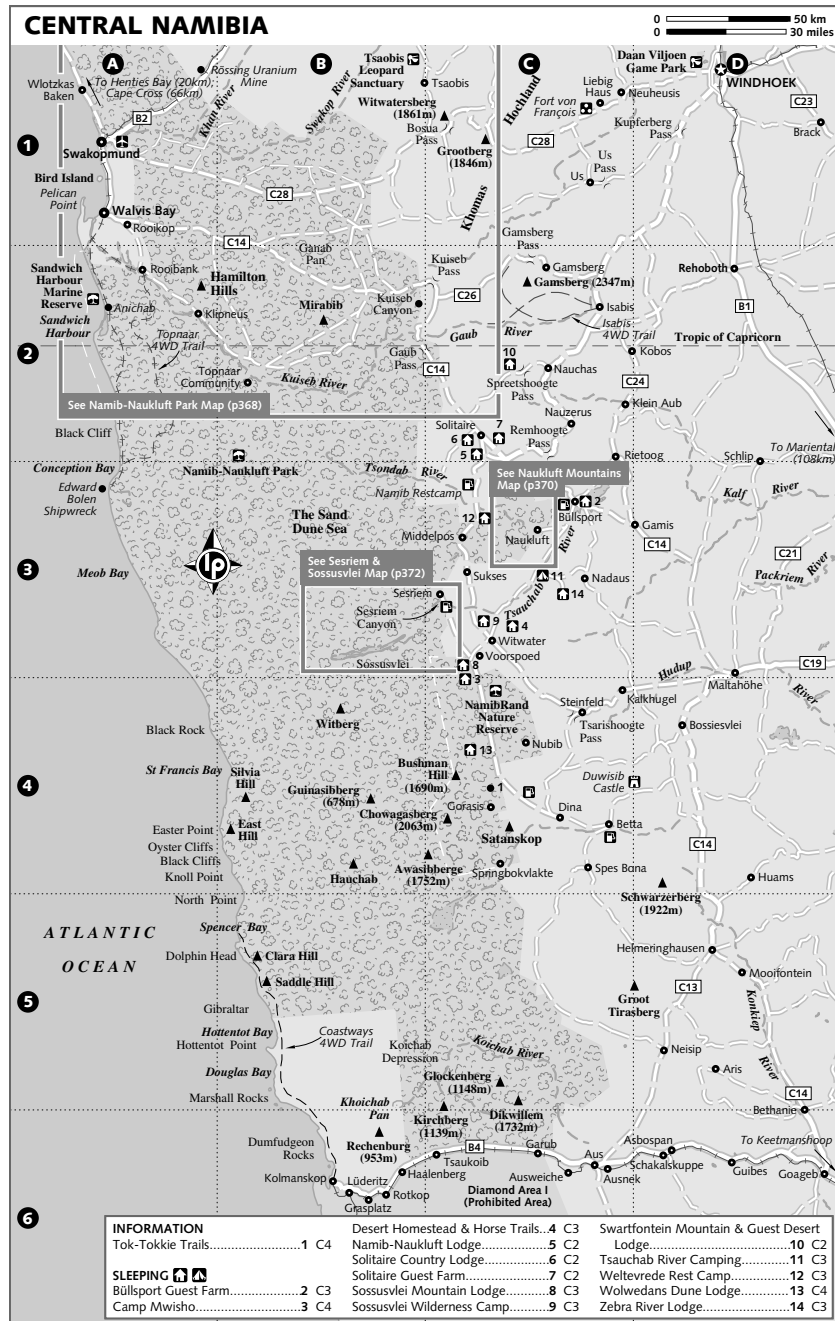 CENTRAL NAMIBIA
0 50 km
0 30 miles
A
B
C
D
To Henties Bay (20km);
Cape Cross (66km)
Rössing Uranium
Mine
Wlotzkas
Baken
B2
Khan River
Swakop River
Tsaobis
Leopard
Sanctuary
Tsaobis
Witwatersberg
(1861m)
Bosua
Pass
Grootberg
(1846m)
Hochland
Khomas
Daan Viljoen
Game Park
WINDHOEK
Liebig
Haus
Neuheusis
Fort von
François
Kupferberg
Pass
C28
C23
Brack
Us
Pass
Us
1
Swakopmund
Bird Island
Pelican
Point
Walvis Bay
Rooikop
C28
C14
Ganab
Pan
Kuiseb
Pass
Gamsberg
Pass
Gamsberg
Gamsberg (2347m)
Rehoboth
B1
Sandwich
Harbour
Marine
Reserve
Rooibank
Hamilton
Hills
Anichab
Sandwich
Harbour
Klipneus
Mirabib
Kuiseb
Canyon
C26
Isabis
Isabis
4WD Trail
Gaub River
Tropic of Capricorn
2
Topnaar
4WD Trail
Topnaar
Community
Kuiseb River
Gaub
Pass
C14
10
Nauchas
Spreetshoogte
Pass
Kobos
C24
Klein Aub
Nauzerus
Remhoogte
Pass
See Namib-Naukluft Park Map (p368)
Black Cliff
Solitaire
6
7
5
Rietoog
Schlip
To Mariental
(108km)
Conception Bay
Namib-Naukluft Park
Tsondab River
Namib Restcamp
See Naukluft Mountains
Map (p370)
Kalf River
Edward
Bolen
Shipwreck
The Sand
Dune Sea
12
Büllsport
2
Naukluft
River
Gamis
C14
Middelpos
C21
3
lp
Meob Bay
See Sesriem &
Sossusvlei Map (p372)
Sukses
11
Nadaus
14
Tsauchab
Packriem River
Sesriem
Sesriem
Canyon
9
4
Witwater
Voorspoed
Sossusvlei
8
3
Hudup
C19
River
Maltahöhe
Witberg
NamibRand
Nature
Reserve
Steinfeld
Kalkhugel
Tsarishoogte
Pass
Bossiesvlei
Black Rock
Nubib
13
St Francis Bay
Silvia
Hill
Bushman
Hill
(1690m)
Duwisib
Castle
4
Guinasibberg
(678m)
1
Gorasis
Chowagasberg
(2063m)
Dina
Betta
Easter Point
East
Hill
Oyster Cliffs
Black Cliffs
Knoll Point
Satanskop
C14
Hauchab
Awasibberge
(1752m)
Springbokvlakte
Spes Bona
Huams
Schwarzerberg
(1922m)
North Point
ATLANTIC
OCEAN
Spencer Bay
Dolphin Head
Clara Hill
Helmeringhausen
Mooifontein
Saddle Hill
5
Groot
Tirasberg
C13
Konkiep
River
Gibraltar
Hottentot Bay
Hottentot Point
Coastways
4WD Trail
Koichab
Depression
Koichab River
Neisip
Aris
Douglas Bay
Glockenberg
(1148m)
C14
Marshall Rocks
Khoichab
Pan
Kirchberg
(1139m)
Dikwillem
(1732m)
Bethanie
Rechenburg
(953m)
Dumfudgeon
Rocks
B4
Garub
Aus
Asbospan
To Keetmanshoop
Kolmanskop
Lüderitz
Tsaukoib
Haalenberg
Schakalskuppe
Rotkop
Grasplatz
Ausweiche
Ausnek
Guibes
Goageb
Diamond Area I
(Prohibited Area)
6
INFORMATION
Tok-Tokkie Trails..............................1 C4
SLEEPING
Büllsport Guest Farm......................2 C3
Camp Mwisho................................3 C4
Desert Homestead & Horse Trails..4 C3
Namib-Naukluft Lodge..................5 C2
Solitaire Country Lodge.................6 C2
Solitaire Guest Farm......................7 C2
Sossusvlei Mountain Lodge............8 C3
Sossusvlei Wilderness Camp..........9 C3
Swartfontein Mountain & Guest Desert
Lodge.......................................10 C2
Tsauchab River Camping..............11 C3
Weltevrede Rest Camp.................12 C3
Wolwedans Dune Lodge..............13 C4
Zebra River Lodge........................14 C3